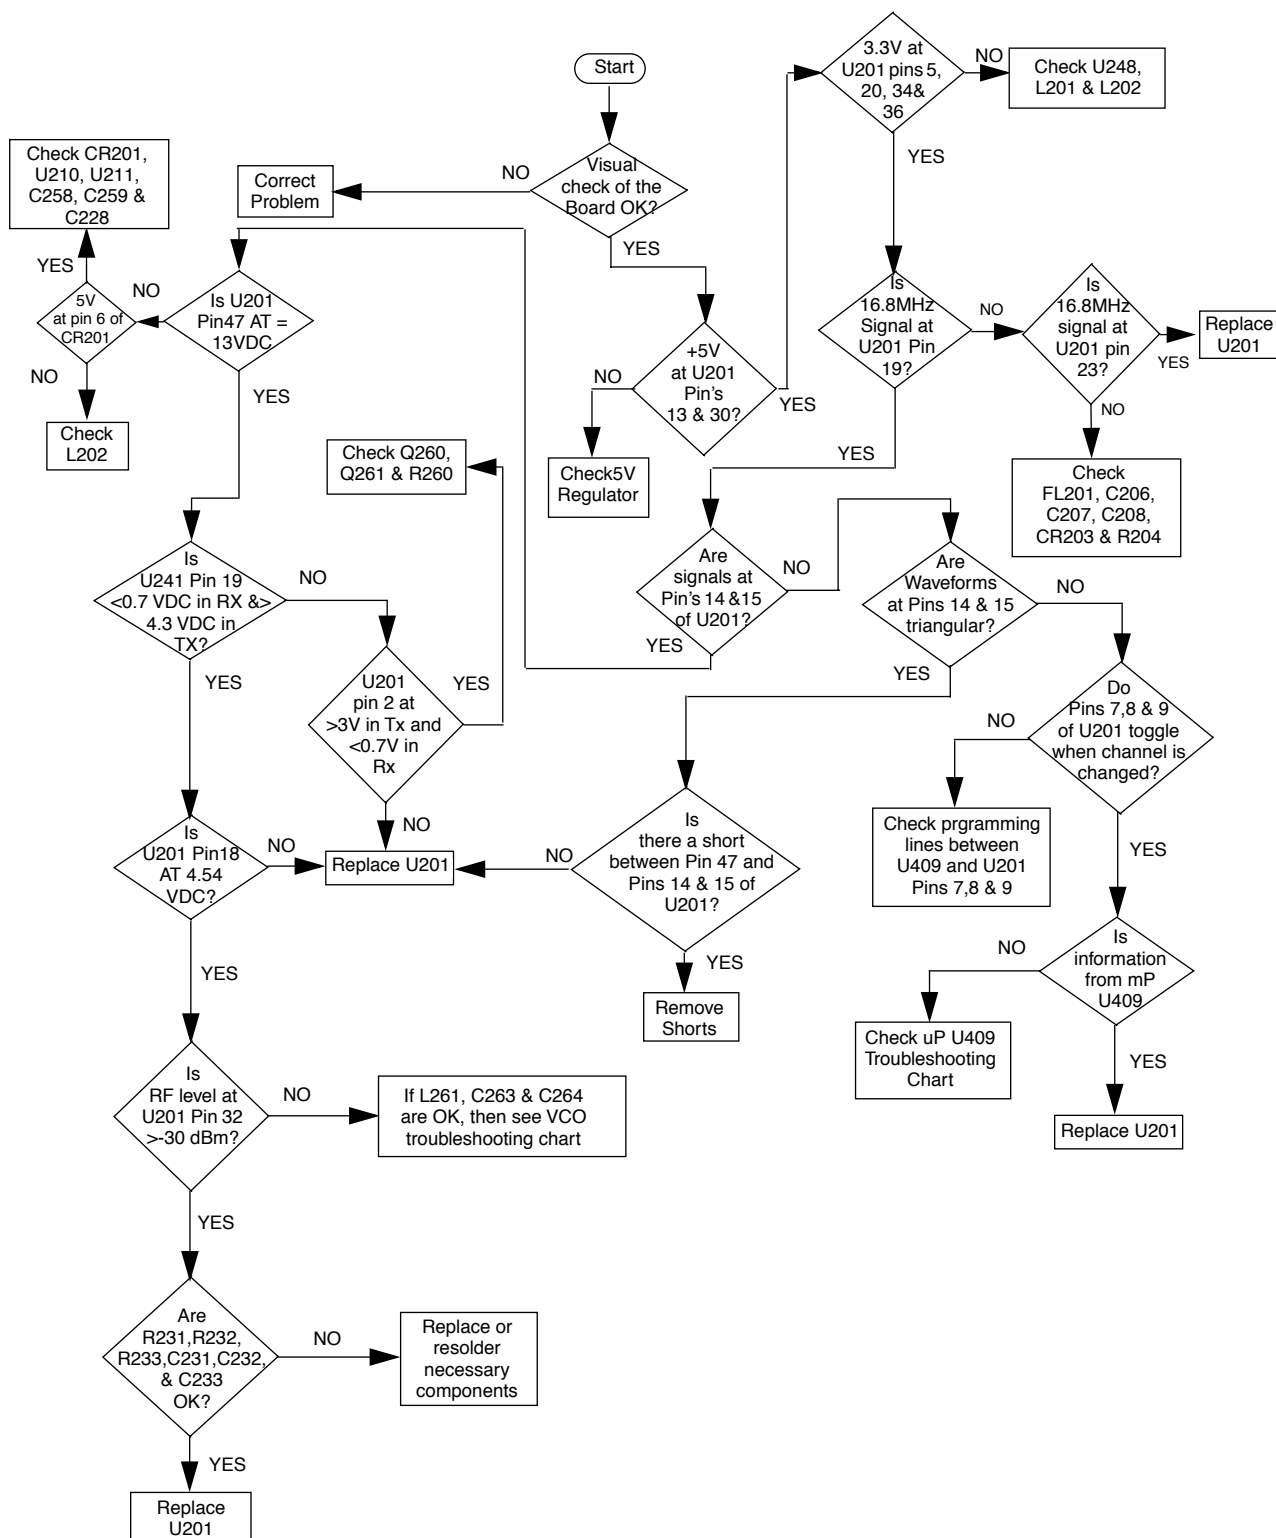 Start
Visual
check of the
Board OK?
NO
Correct
Problem
YES
+5V
at U201
Pin's
13 & 30?
NO
Check5V
Regulator
YES
3.3V at
U201 pins 5,
20, 34&
36
NO
Check U248,
L201 & L202
YES
Is
16.8MHz
Signal at
U201 Pin
19?
NO
Is
16.8MHz
signal at
U201 pin
23?
YES
Replace
U201
NO
Check
FL201, C206,
C207, C208,
CR203 & R204
YES
Are
signals at
Pin's 14 &15
of U201?
NO
Are
Waveforms
at Pins 14 & 15
triangular?
NO
Do
Pins 7,8 & 9
of U201 toggle
when channel is
changed?
NO
Check prgramming
lines between
U409 and U201
Pins 7,8 & 9
YES
Is
information
from mP
U409
NO
Check uP U409
Troubleshooting
Chart
YES
Replace U201
YES
Is
there a short
between Pin 47 and
Pins 14 & 15 of
U201?
NO
Replace U201
YES
Remove
Shorts
YES
Is U201
Pin47 AT =
13VDC
NO
5V
at pin 6 of
CR201
YES
Check CR201,
U210, U211,
C258, C259 &
C228
NO
Check
L202
YES
Is
U241 Pin 19
<0.7 VDC in RX &>
4.3 VDC in
TX?
NO
U201
pin 2 at
>3V in Tx and
<0.7V in
Rx
YES
Check Q260,
Q261 & R260
NO
YES
Is
U201 Pin18
AT 4.54
VDC?
NO
YES
Is
RF level at
U201 Pin 32
>-30 dBm?
NO
If L261, C263 & C264
are OK, then see VCO
troubleshooting chart
YES
Are
R231,R232,
R233,C231,C232,
& C233
OK?
NO
Replace or
resolder
necessary
components
YES
Replace
U201